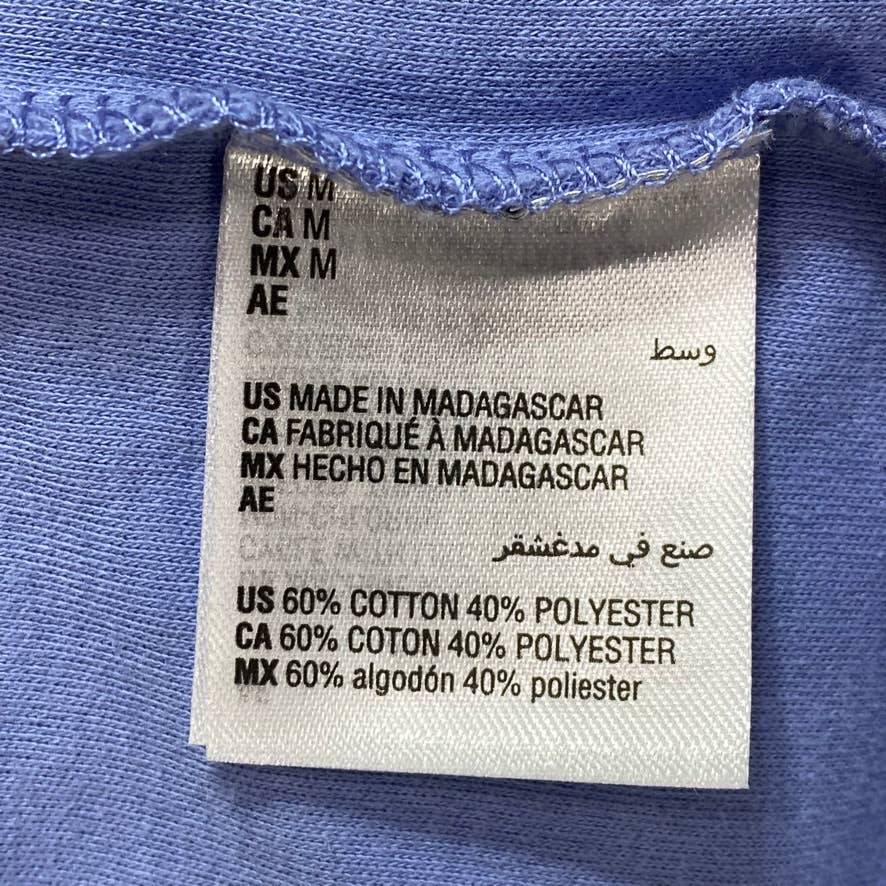 US M
CA M
MX M
AE
وسط
US MADE IN MADAGASCAR
CA FABRIQUÉ À MADAGASCAR
MX HECHO EN MADAGASCAR
AE
صنع في مدغشقر
US 60% COTTON 40% POLYESTER
CA 60% COTON 40% POLYESTER
MX 60% algodón 40% poliester